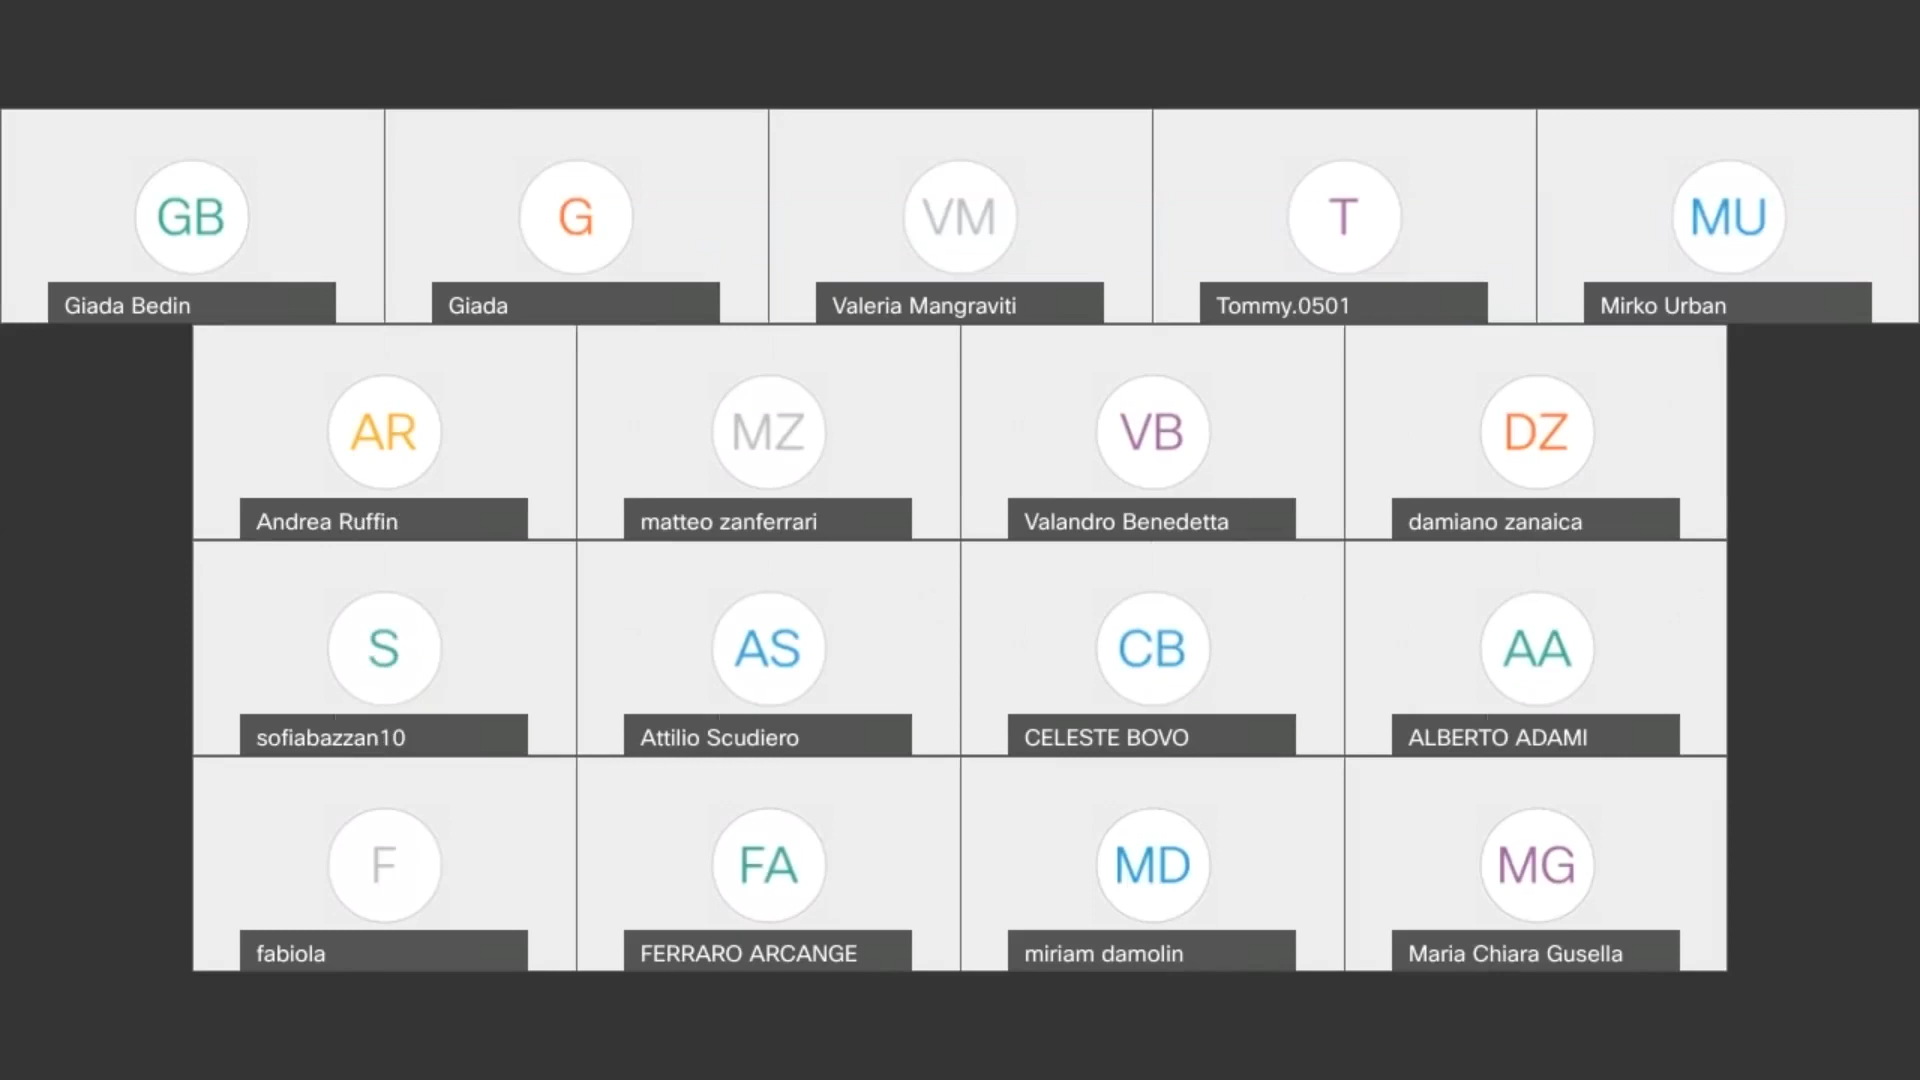 GB
Giada Bedin
G
Giada
VM
Valeria Mangraviti
T
Tommy.0501
MU
Mirko Urban
AR
Andrea Ruffin
MZ
matteo zanferrari
VB
Valandro Benedetta
DZ
damiano zanaica
S
sofiabazzan10
AS
Attilio Scudiero
CB
CELESTE BOVO
AA
ALBERTO ADAMI
F
fabiola
FA
FERRARO ARCANGE
MD
miriam damolin
MG
Maria Chiara Gusella